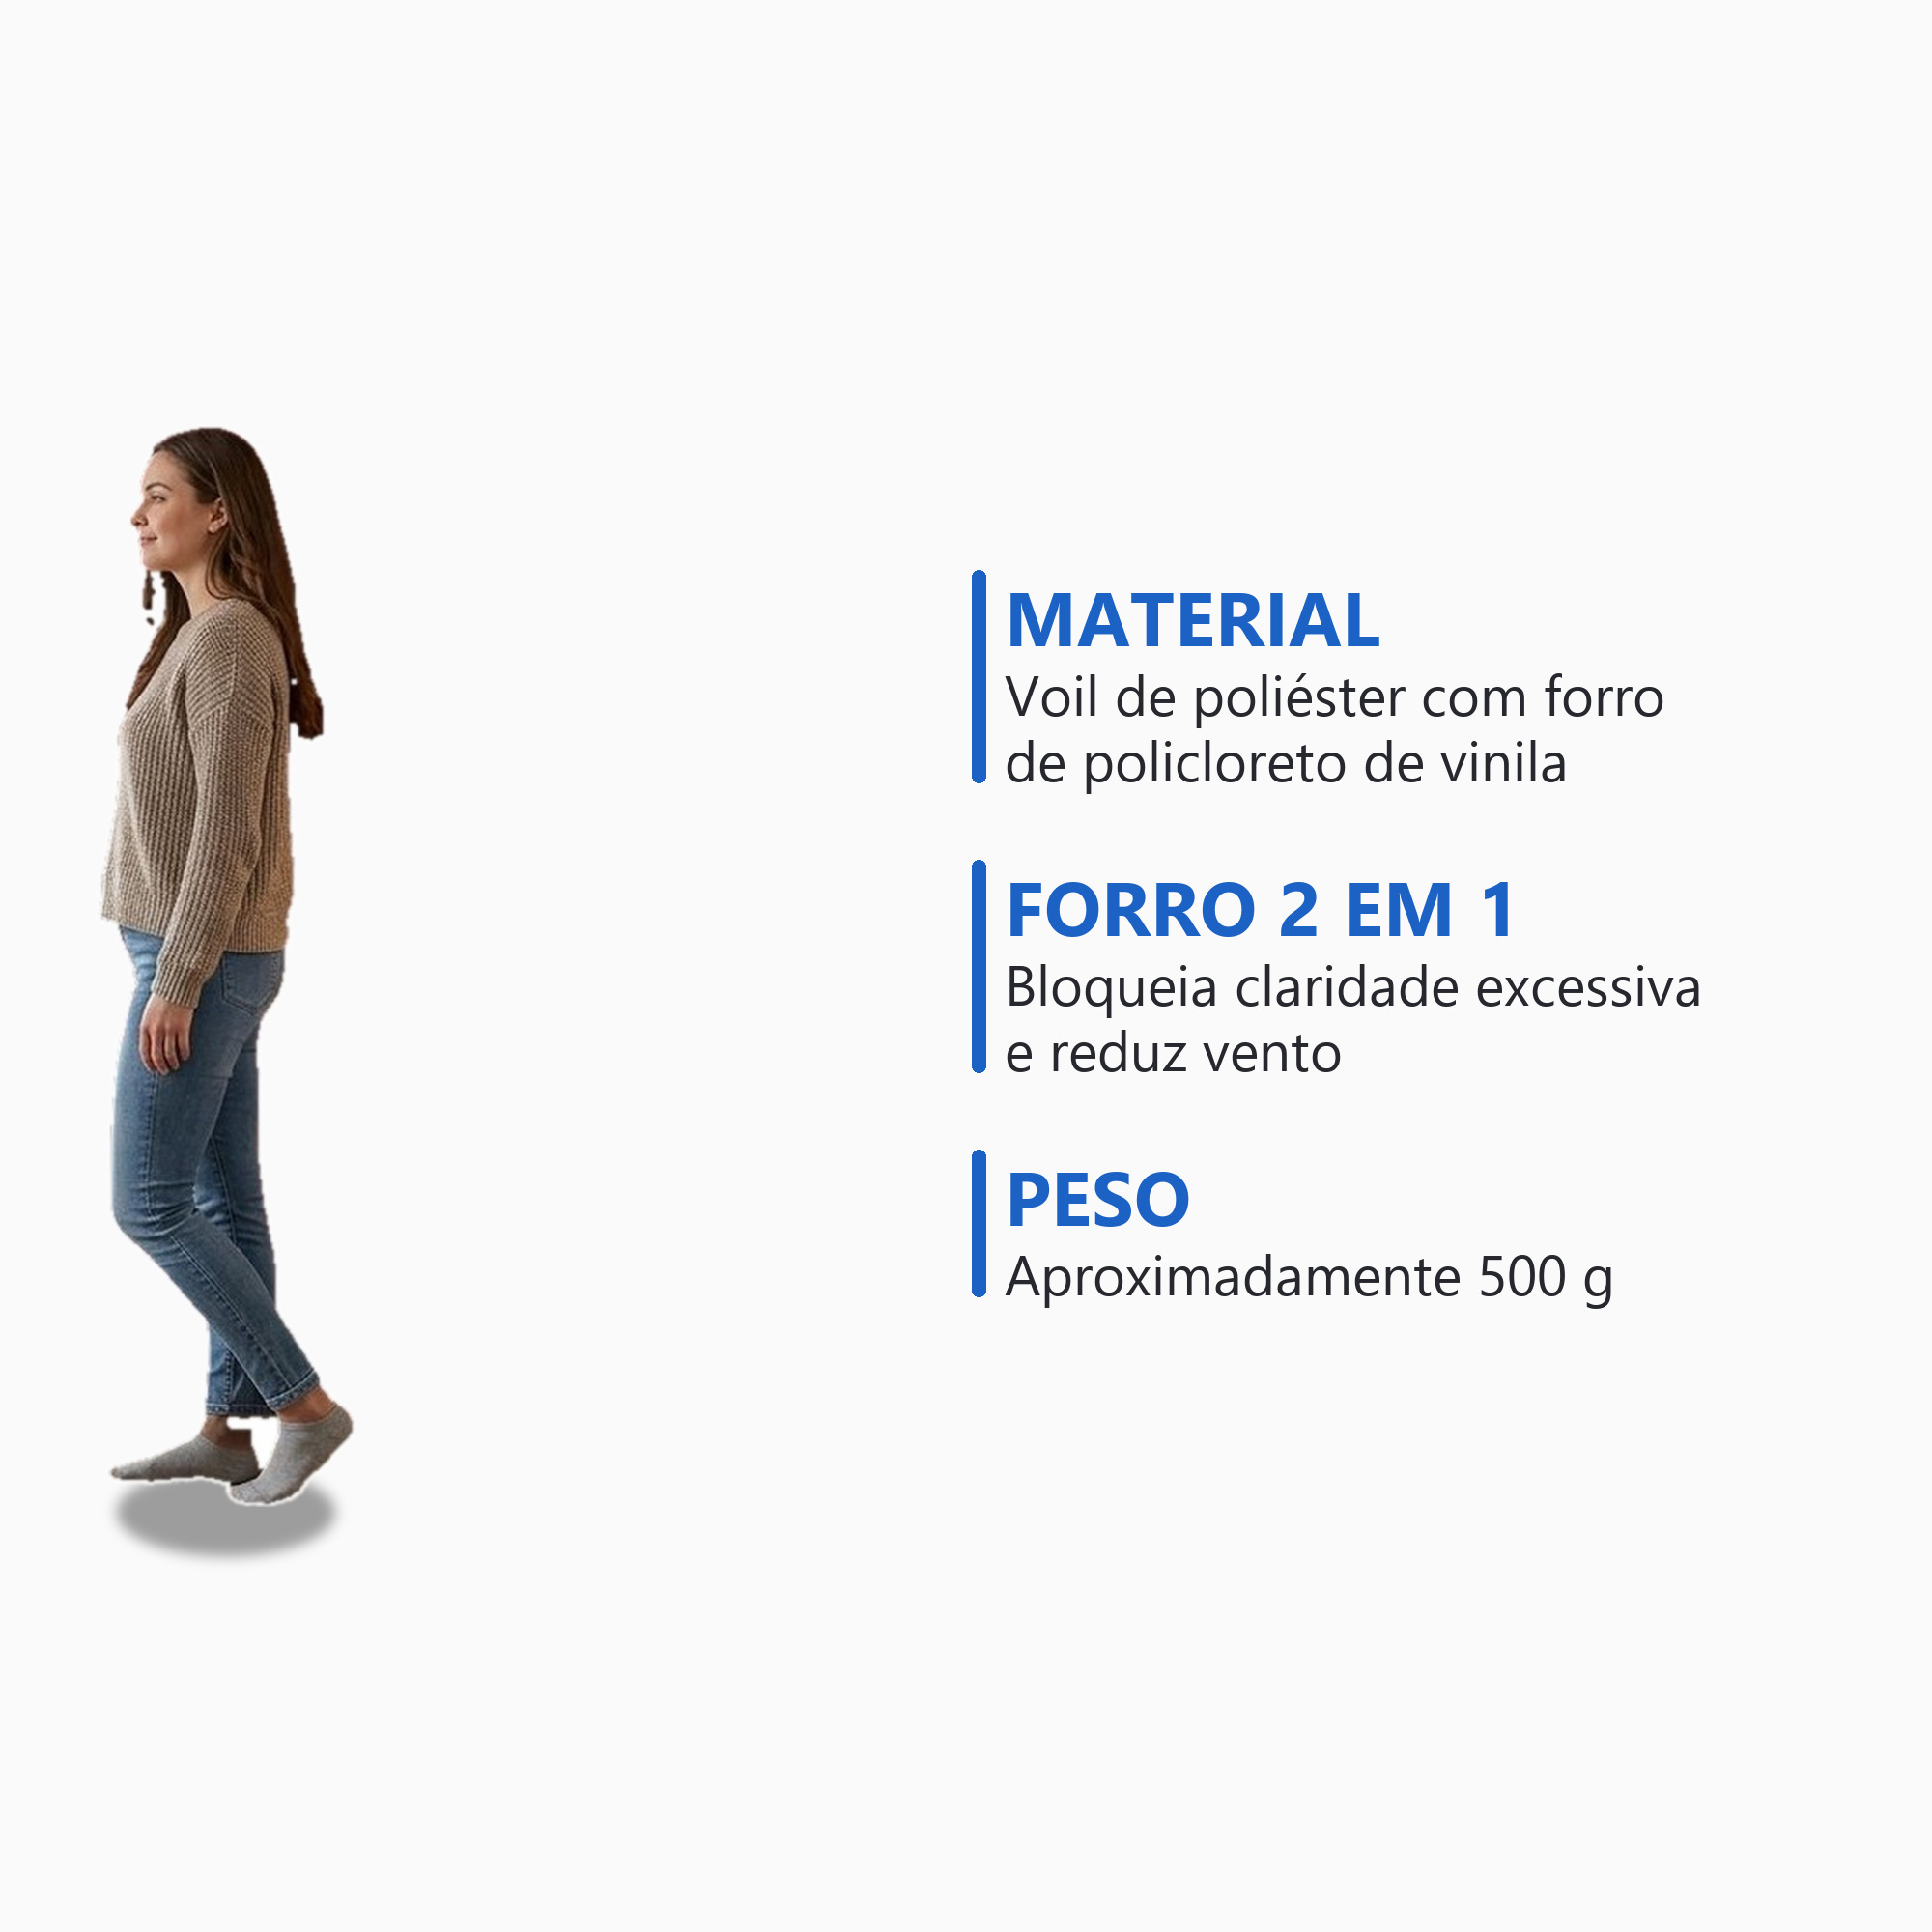 MATERIAL
Voil de poliéster com forro
de policloreto de vinila
FORRO 2 EM 1
Bloqueia claridade excessiva
e reduz vento
PESO
Aproximadamente 500 g